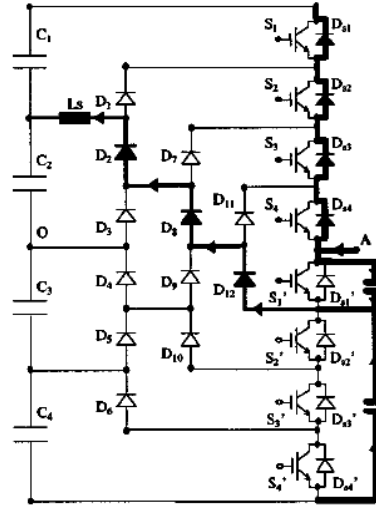 C1
C2
O
C3
C4
Ls
D2
D2
D3
D4
D5
D6
D7
D8
D9
D10
D11
D12
S1
S2
S3
S4
S1'
S2'
S3'
S4'
Ds1
Ds2
Ds3
Ds4
A
Ds1'
Ds2'
Ds3'
Ds4'